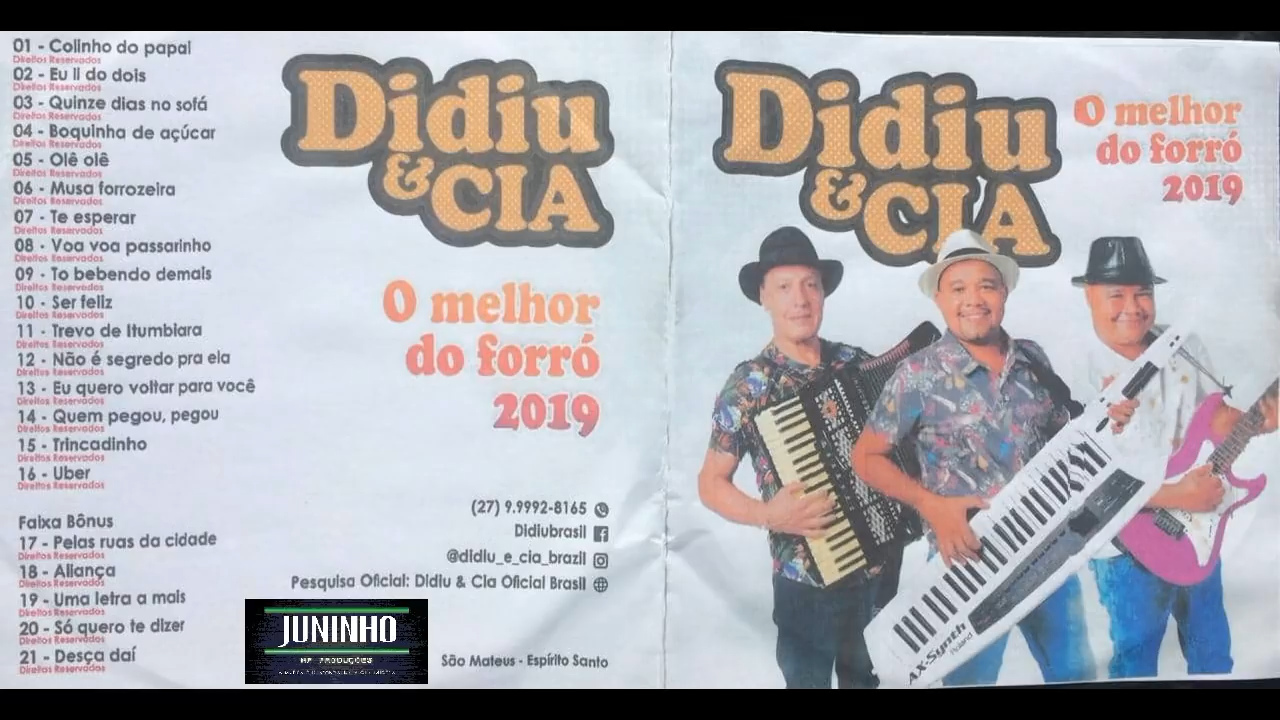 01 - Colinho do papai
Direitos Reservados
02 - Eu li do dois
Direitos Reservados
03 - Quinze dias no sofá
Direitos Reservados
04 - Boquinha de açúcar
Direitos Reservados
05 - Olê olê
Direitos Reservados
06 - Musa forrozeira
Direitos Reservados
07 - Te esperar
Direitos Reservados
08 - Voa voa passarinho
Direitos Reservados
09 - To bebendo demais
Direitos Reservados
10 - Ser feliz
Direitos Reservados
11 - Trevo de Itumbiara
Direitos Reservados
12 - Não é segredo pra ela
Direitos Reservados
13 - Eu quero voltar para você
Direitos Reservados
14 - Quem pegou, pegou
Direitos Reservados
15 - Trincadinho
Direitos Reservados
16 - Uber
Direitos Reservados
Faixa Bônus
17 - Pelas ruas da cidade
Direitos Reservados
18 - Aliança
Direitos Reservados
19 - Uma letra a mais
Direitos Reservados
20 - Só quero te dizer
Direitos Reservados
21 - Desça daí
Direitos Reservados
Didiu
& CIA
O melhor
do forró
2019
(27) 9.9992-8165
Didiubrasil
@didiu_e_cia_brazil
Pesquisa Oficial: Didiu & Cia Oficial Brasil
JUNINHO
MP PRODUÇÕES
São Mateus - Espírito Santo
Didiu
& CIA
O melhor
do forró
2019
AX-Synth
Roland